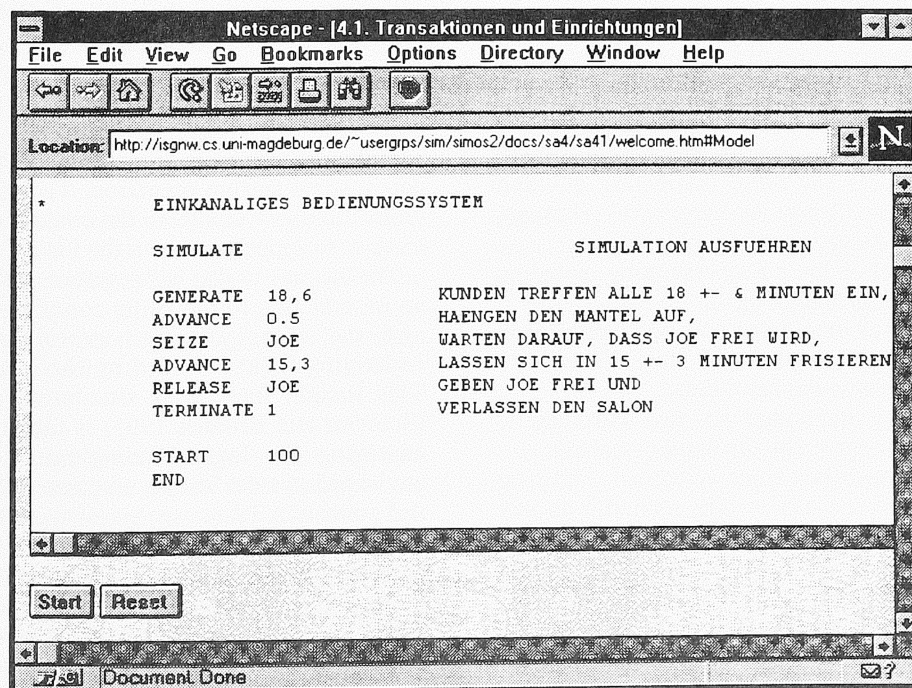 Netscape - [4.1. Transaktionen und Einrichtungen]
File Edit View Go Bookmarks Options Directory Window Help
Location: http://isgnw.cs.uni-magdeburg.de/~usergrps/sim/simos2/docs/sa4/sa41/welcome.htm#Model
N
* EINKANALIGES BEDIENUNGSSYSTEM
SIMULATE SIMULATION AUSFUEHREN
GENERATE 18,6 KUNDEN TREFFEN ALLE 18 +- & MINUTEN EIN,
ADVANCE 0.5 HAENGEN DEN MANTEL AUF,
SEIZE JOE WARTEN DARAUF, DASS JOE FREI WIRD,
ADVANCE 15,3 LASSEN SICH IN 15 +- 3 MINUTEN FRISIEREN
RELEASE JOE GEBEN JOE FREI UND
TERMINATE 1 VERLASSEN DEN SALON
START 100
END
Start Reset
Document Done ?